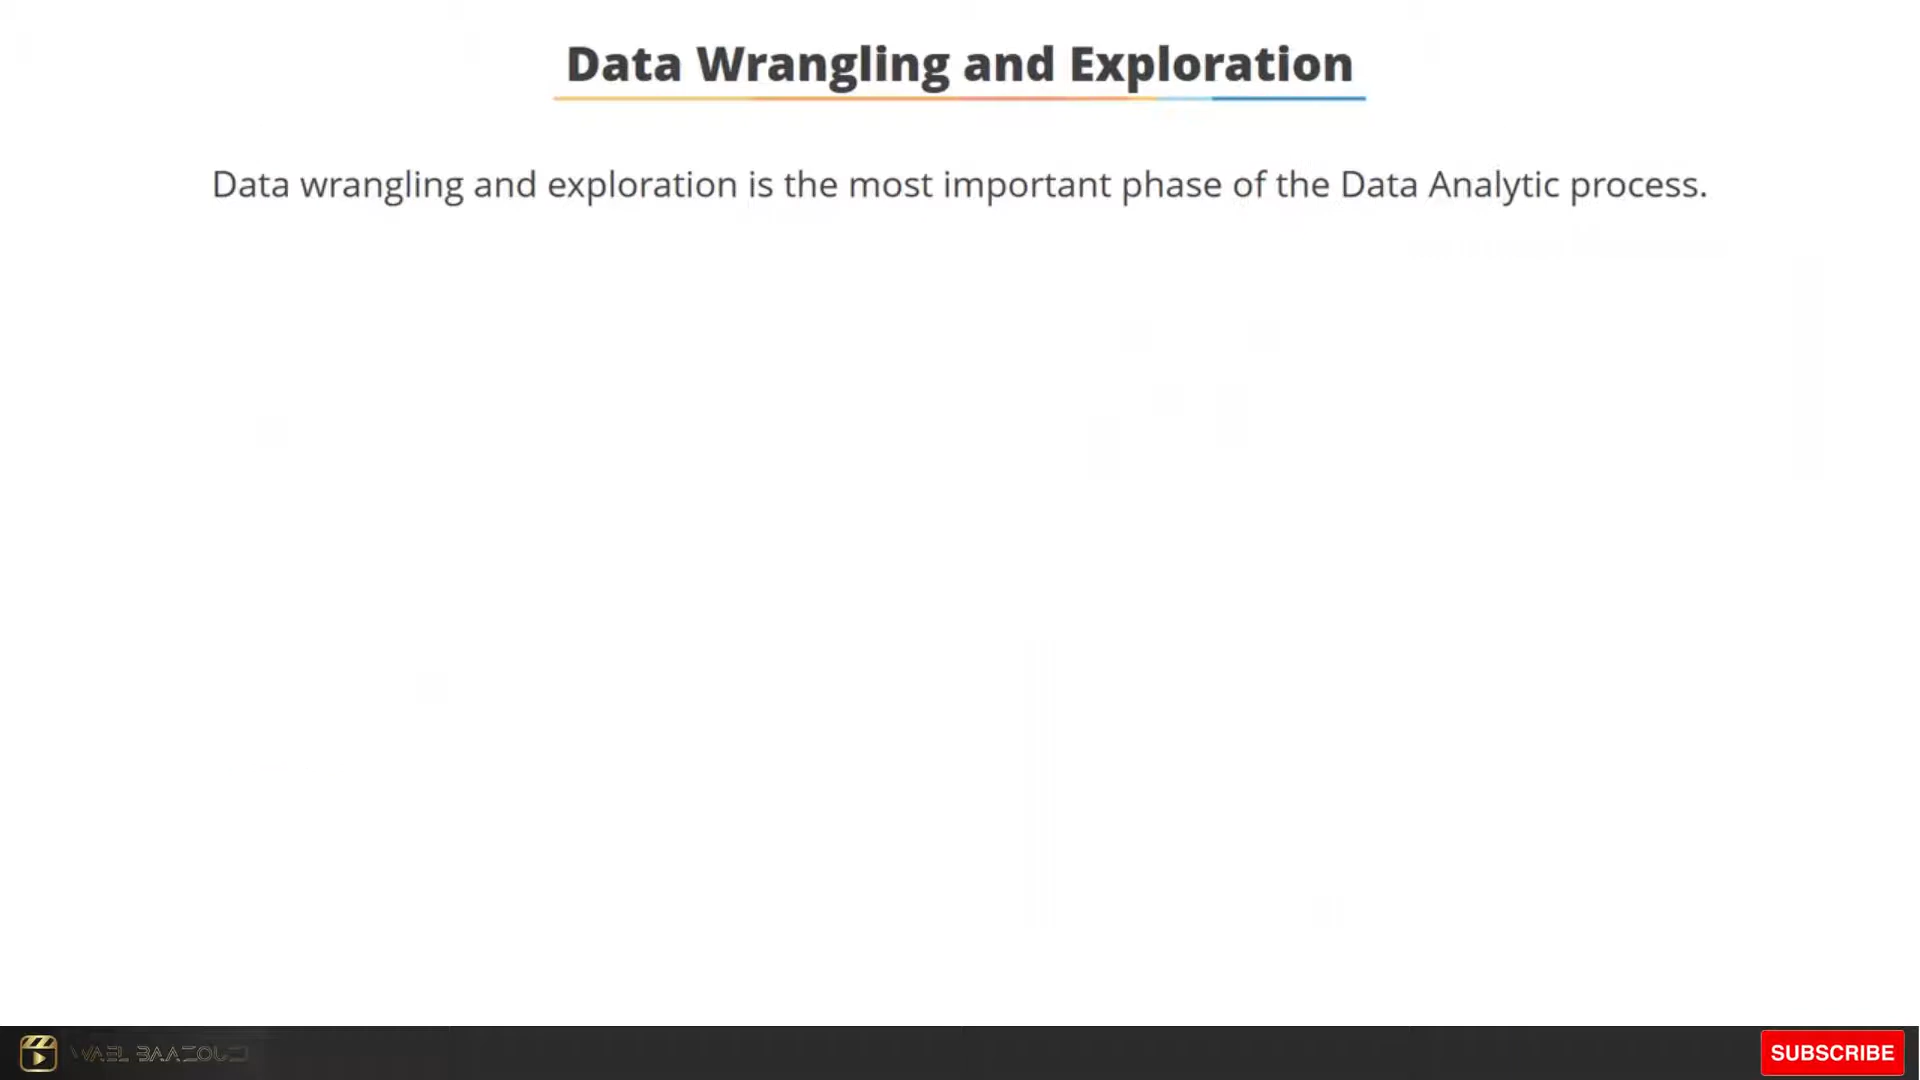 Data Wrangling and Exploration
Data wrangling and exploration is the most important phase of the Data Analytic process.
WAEL
SUBSCRIBE